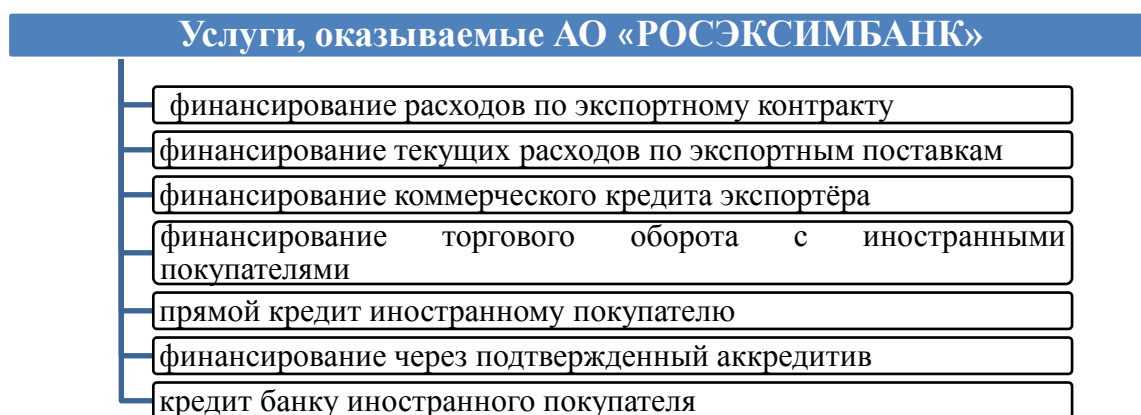 Услуги, оказываемые АО «РОСЭКСИМБАНК»
финансирование расходов по экспортному контракту
финансирование текущих расходов по экспортным поставкам
финансирование коммерческого кредита экспортёра
финансирование торгового оборота с иностранными
покупателями
прямой кредит иностранному покупателю
финансирование через подтвержденный аккредитив
кредит банку иностранного покупателя